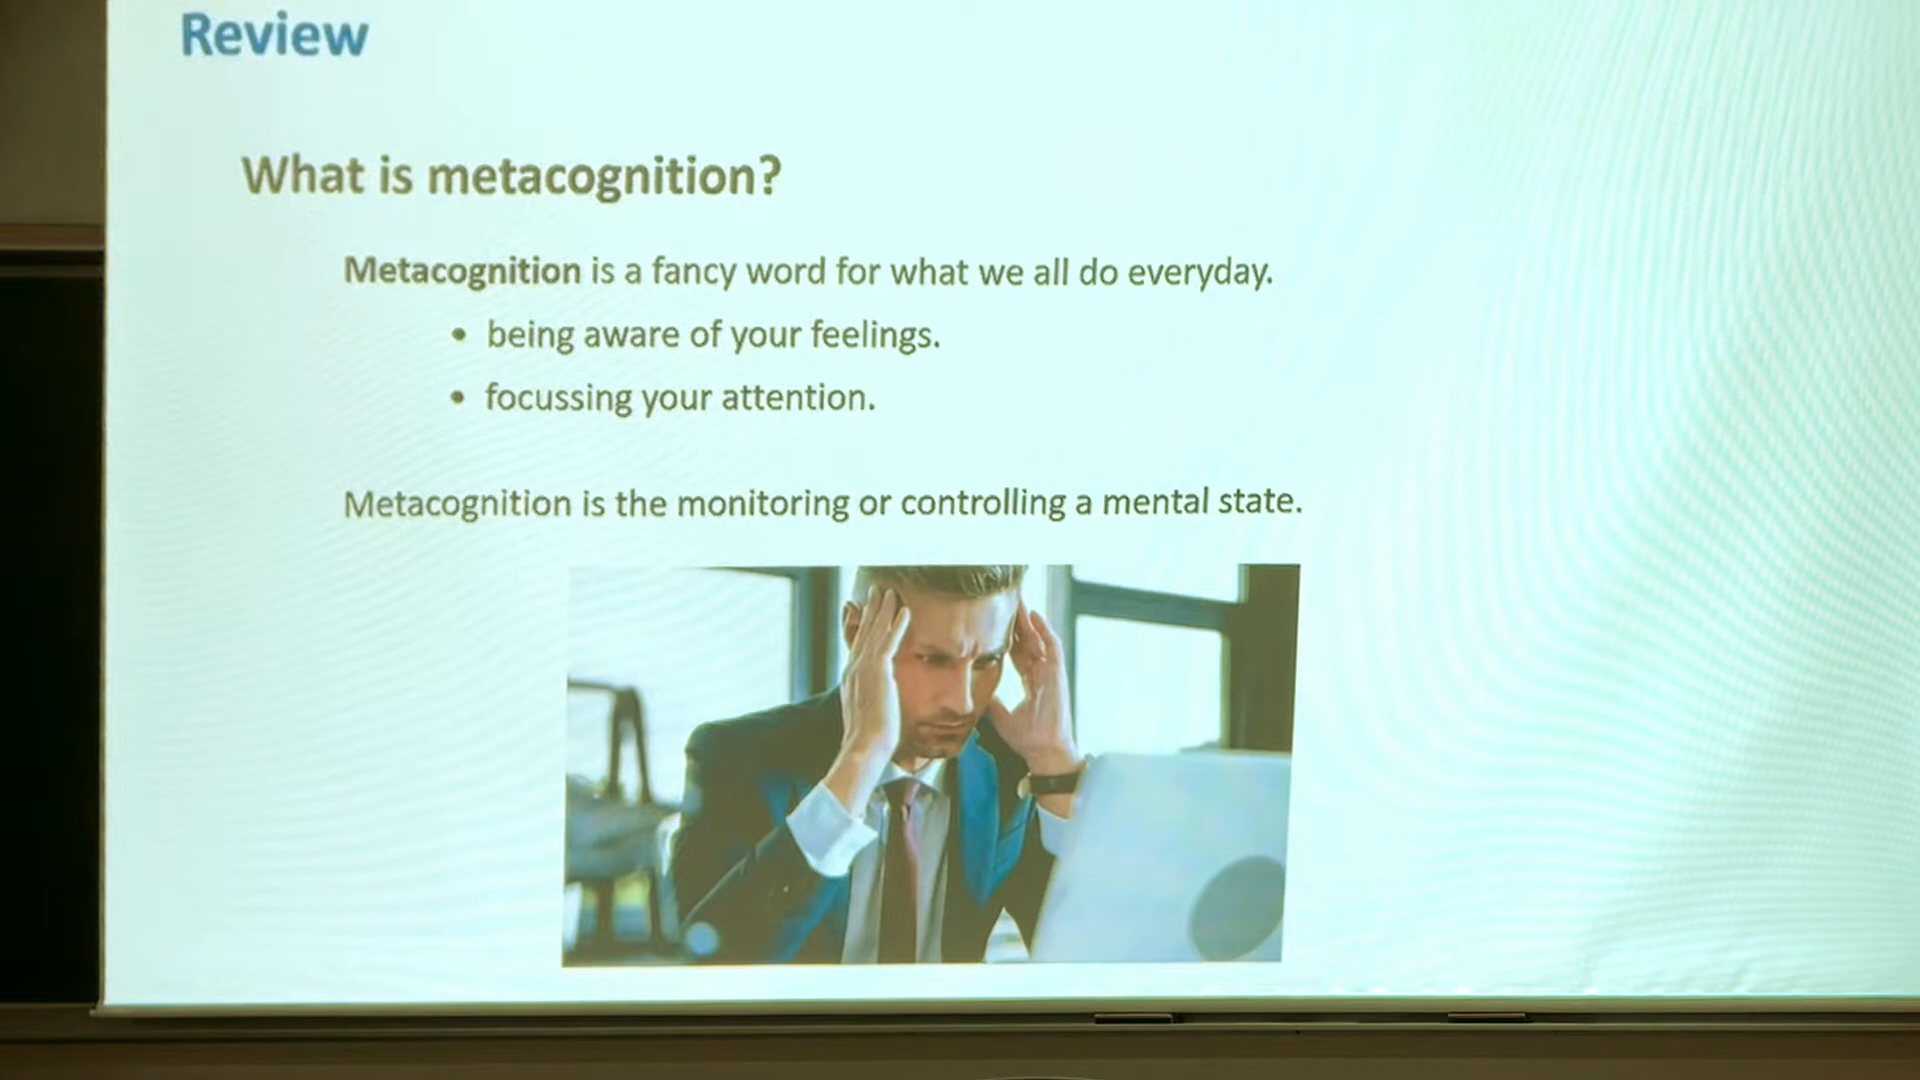 Review
What is metacognition?
Metacognition is a fancy word for what we all do everyday.
• being aware of your feelings.
• focussing your attention.
Metacognition is the monitoring or controlling a mental state.